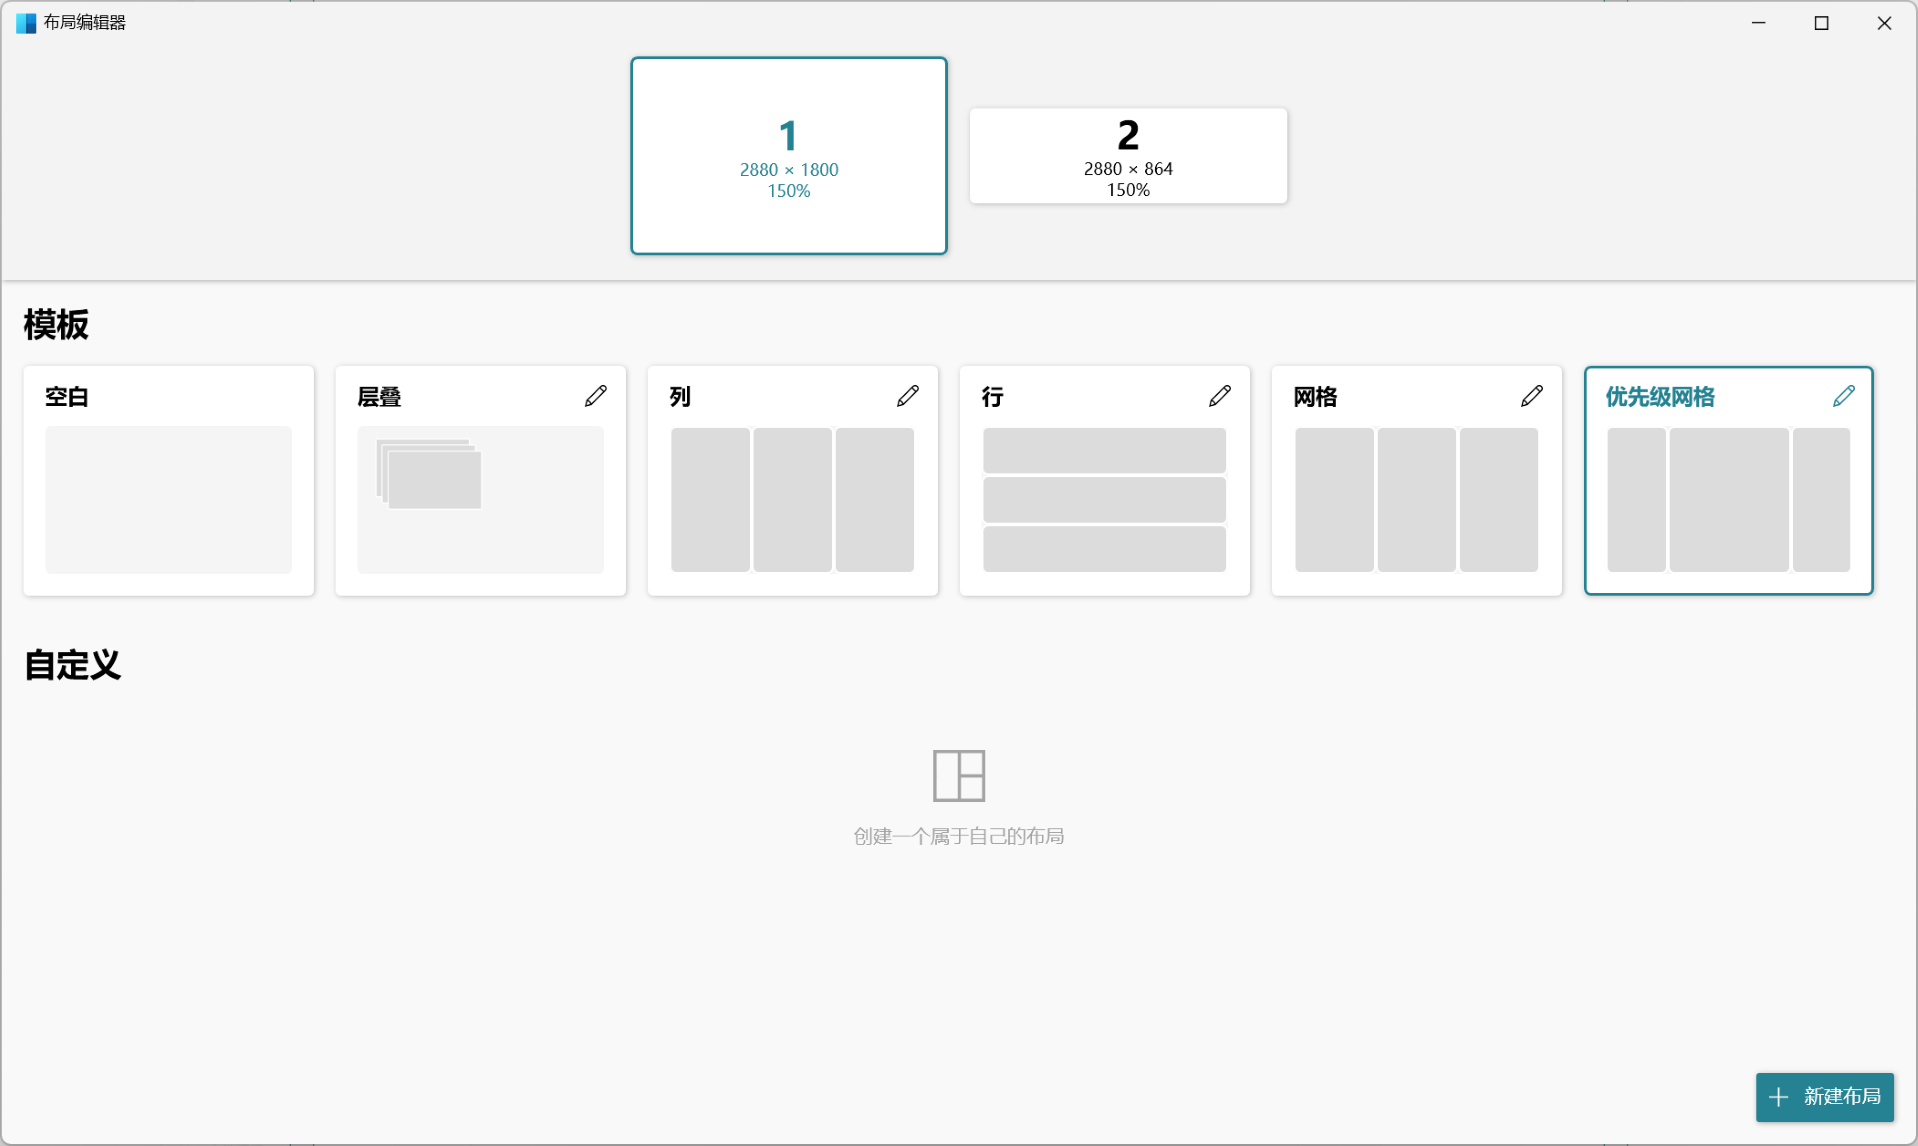 布局编辑器
1
2880 × 1800
150%
2
2880 × 864
150%
模板
空白
层叠
列
行
网格
优先级网格
自定义
创建一个属于自己的布局
新建布局